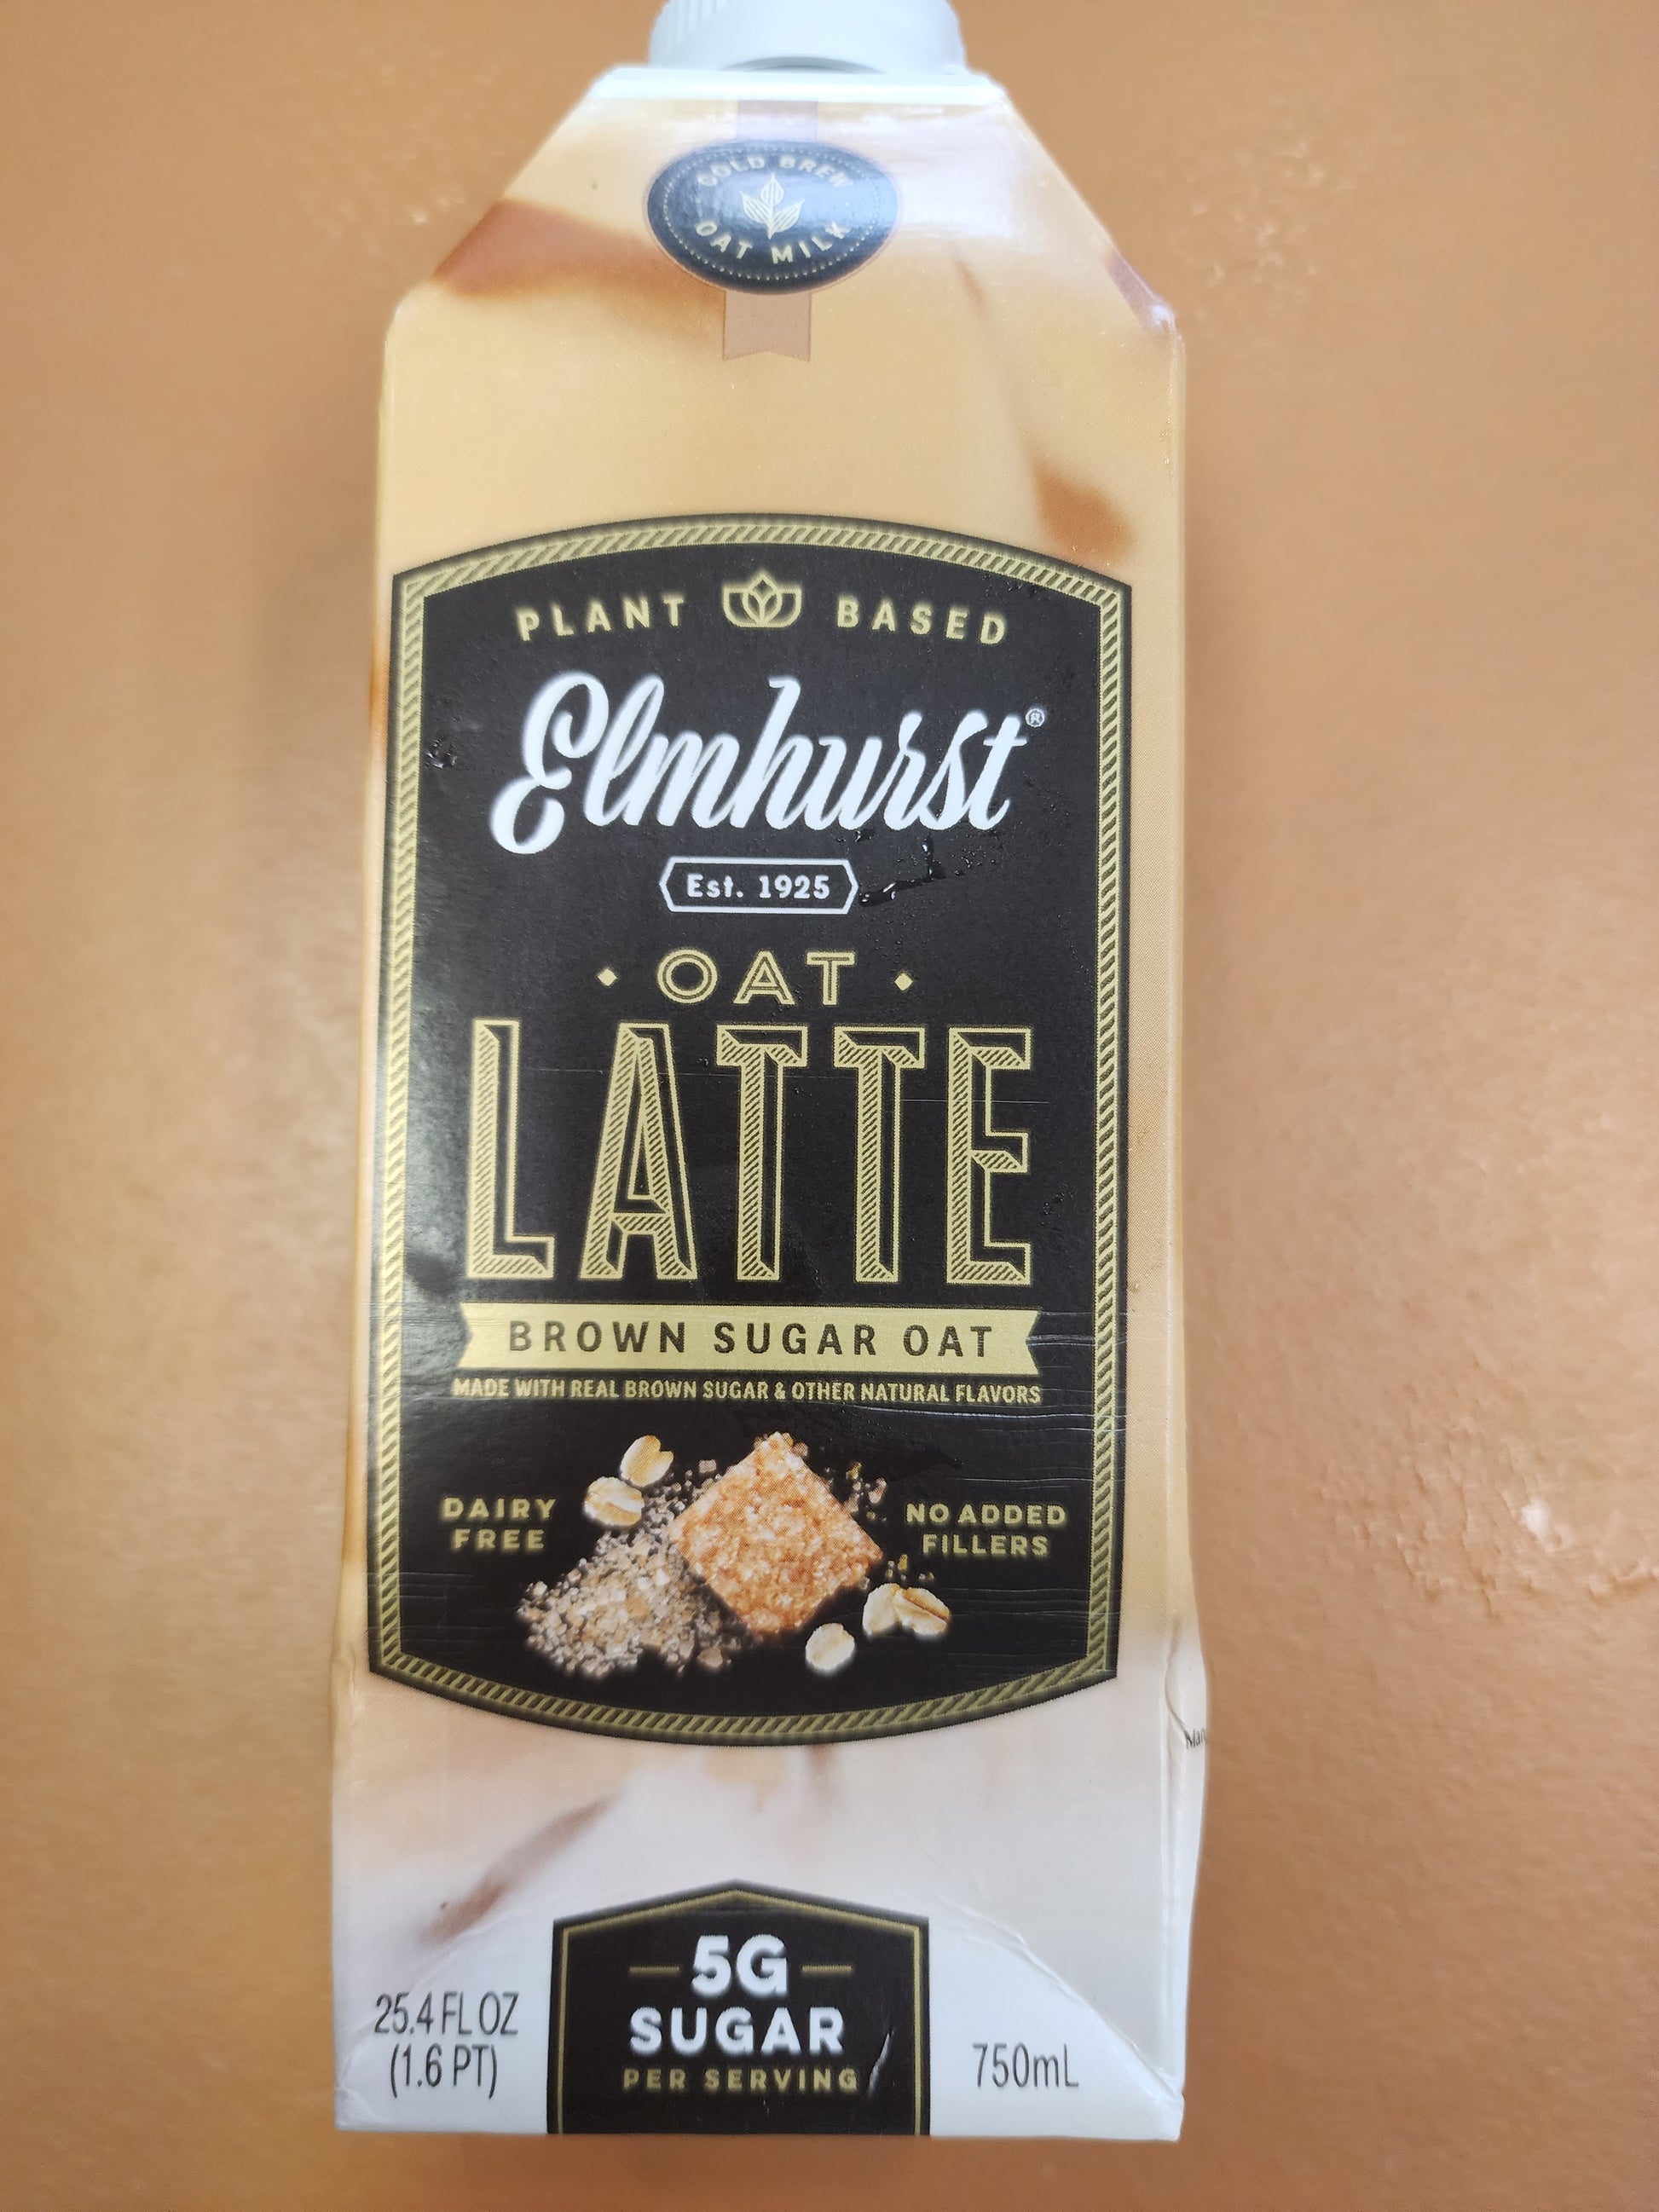 COLD BREW
OAT MILK
PLANT BASED
Elmhurst®
Est. 1925
OAT
LATTE
BROWN SUGAR OAT
MADE WITH REAL BROWN SUGAR & OTHER NATURAL FLAVORS
DAIRY
FREE
NO ADDED
FILLERS
5G
SUGAR
PER SERVING
25.4 FL OZ
(1.6 PT)
750mL